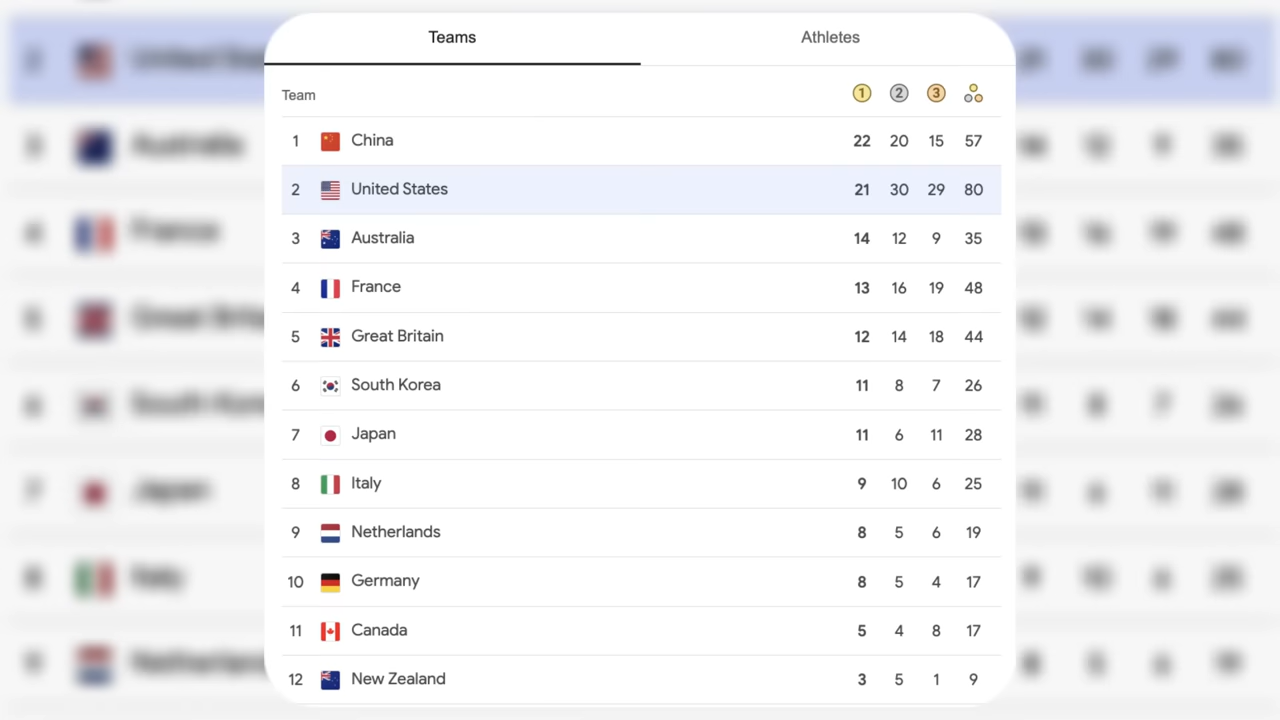 Teams Athletes
Team 1 2 3
1 China 22 20 15 57
2 United States 21 30 29 80
3 Australia 14 12 9 35
4 France 13 16 19 48
5 Great Britain 12 14 18 44
6 South Korea 11 8 7 26
7 Japan 11 6 11 28
8 Italy 9 10 6 25
9 Netherlands 8 5 6 19
10 Germany 8 5 4 17
11 Canada 5 4 8 17
12 New Zealand 3 5 1 9